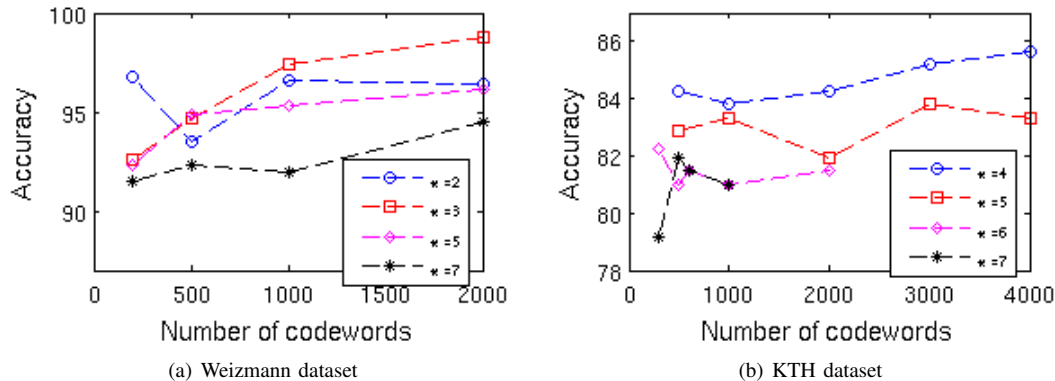 100
95
90
0 500 1000 1500 2000
Accuracy
Number of codewords
* =2
* =3
* =5
* =7
(a) Weizmann dataset
86
84
82
80
78
0 1000 2000 3000 4000
Accuracy
Number of codewords
* =4
* =5
* =6
* =7
(b) KTH dataset